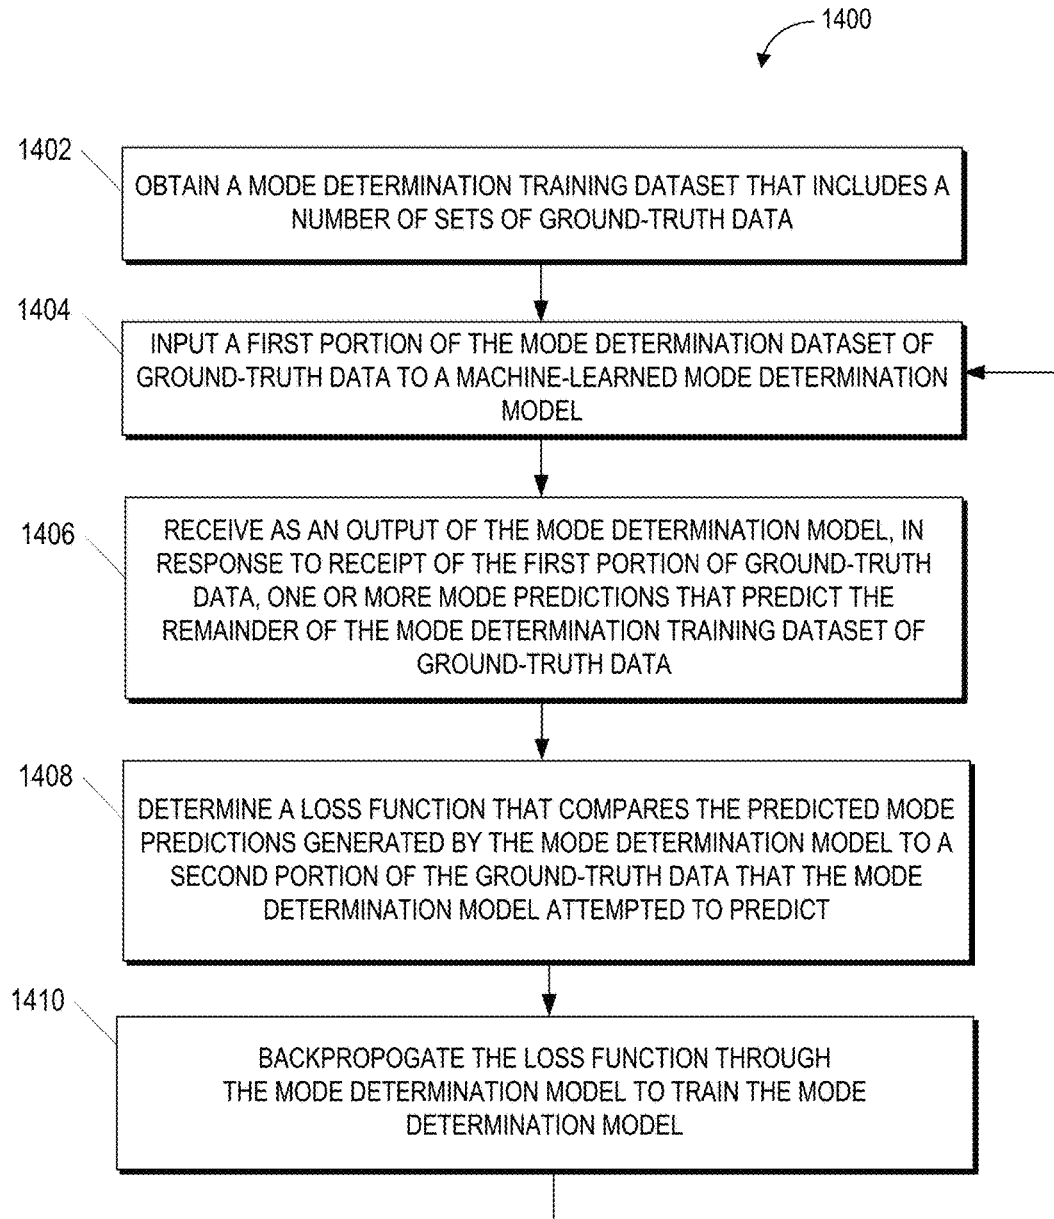 1400
1402
OBTAIN A MODE DETERMINATION TRAINING DATASET THAT INCLUDES A
NUMBER OF SETS OF GROUND-TRUTH DATA
1404
INPUT A FIRST PORTION OF THE MODE DETERMINATION DATASET OF
GROUND-TRUTH DATA TO A MACHINE-LEARNED MODE DETERMINATION
MODEL
1406
RECEIVE AS AN OUTPUT OF THE MODE DETERMINATION MODEL, IN
RESPONSE TO RECEIPT OF THE FIRST PORTION OF GROUND-TRUTH
DATA, ONE OR MORE MODE PREDICTIONS THAT PREDICT THE
REMAINDER OF THE MODE DETERMINATION TRAINING DATASET OF
GROUND-TRUTH DATA
1408
DETERMINE A LOSS FUNCTION THAT COMPARES THE PREDICTED MODE
PREDICTIONS GENERATED BY THE MODE DETERMINATION MODEL TO A
SECOND PORTION OF THE GROUND-TRUTH DATA THAT THE MODE
DETERMINATION MODEL ATTEMPTED TO PREDICT
1410
BACKPROPOGATE THE LOSS FUNCTION THROUGH
THE MODE DETERMINATION MODEL TO TRAIN THE MODE
DETERMINATION MODEL